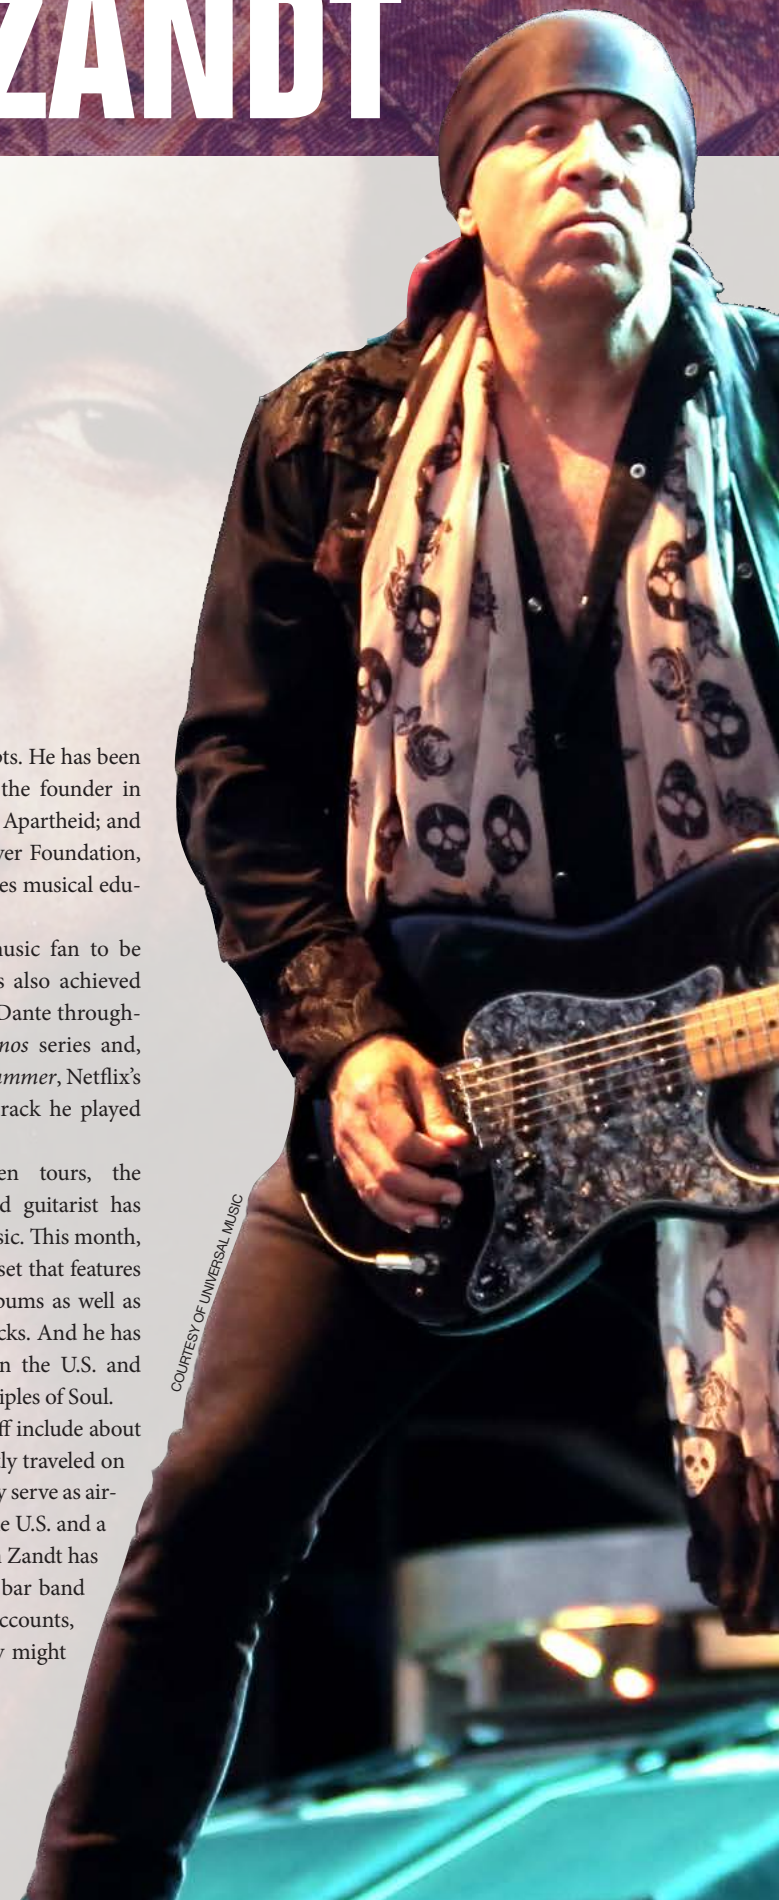 ZANDT
ots. He has been
the founder in
Apartheid; and
ver Foundation,
es musical edu-
music fan to be
s also achieved
Dante through-
nos series and,
ammer, Netflix's
rack he played
en tours, the
d guitarist has
sic. This month,
set that features
bums as well as
cks. And he has
n the U.S. and
iples of Soul.
ff include about
ly traveled on
y serve as air-
e U.S. and a
n Zandt has
bar band
ccounts,
y might
COURTESY OF UNIVERSAL MUSIC